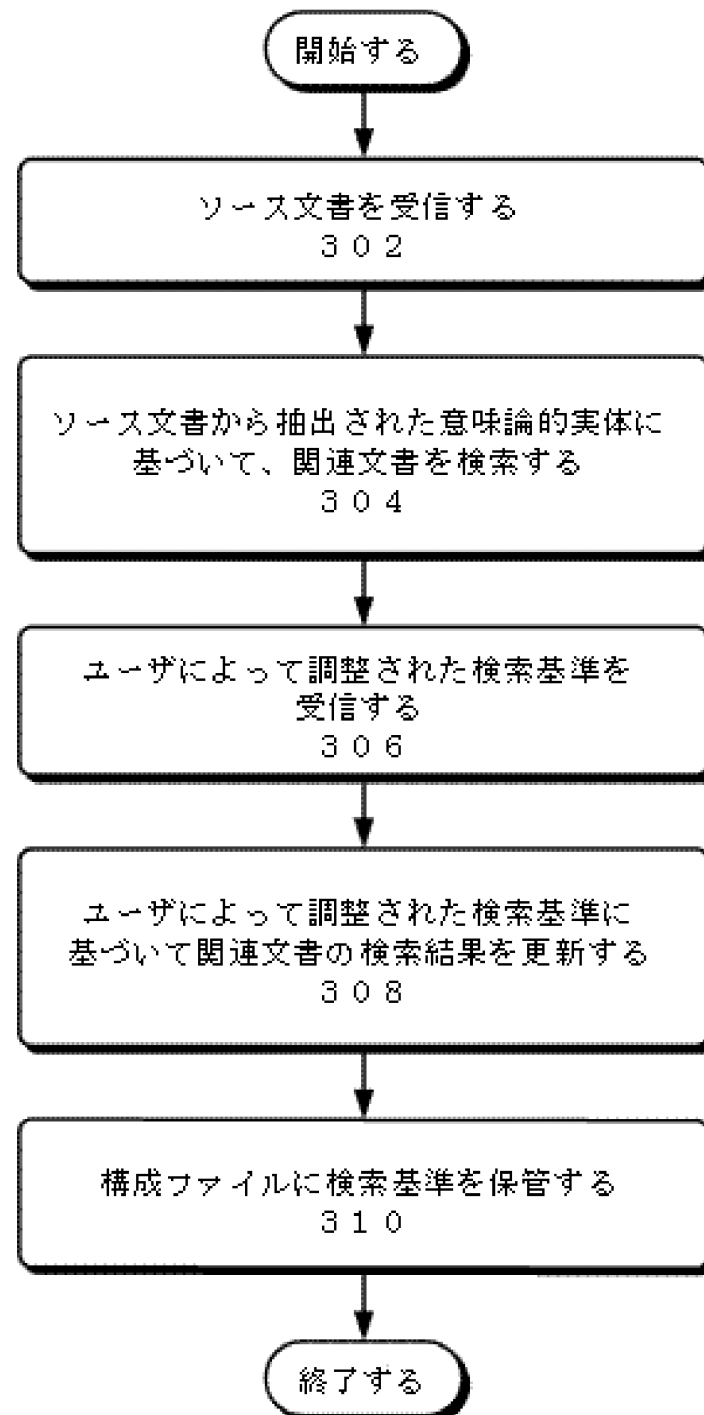 開始する
ソース文書を受信する
３０２
ソース文書から抽出された意味論的実体に
基づいて、関連文書を検索する
３０４
ユーザによって調整された検索基準を
受信する
３０６
ユーザによって調整された検索基準に
基づいて関連文書の検索結果を更新する
３０８
構成ファイルに検索基準を保管する
３１０
終了する